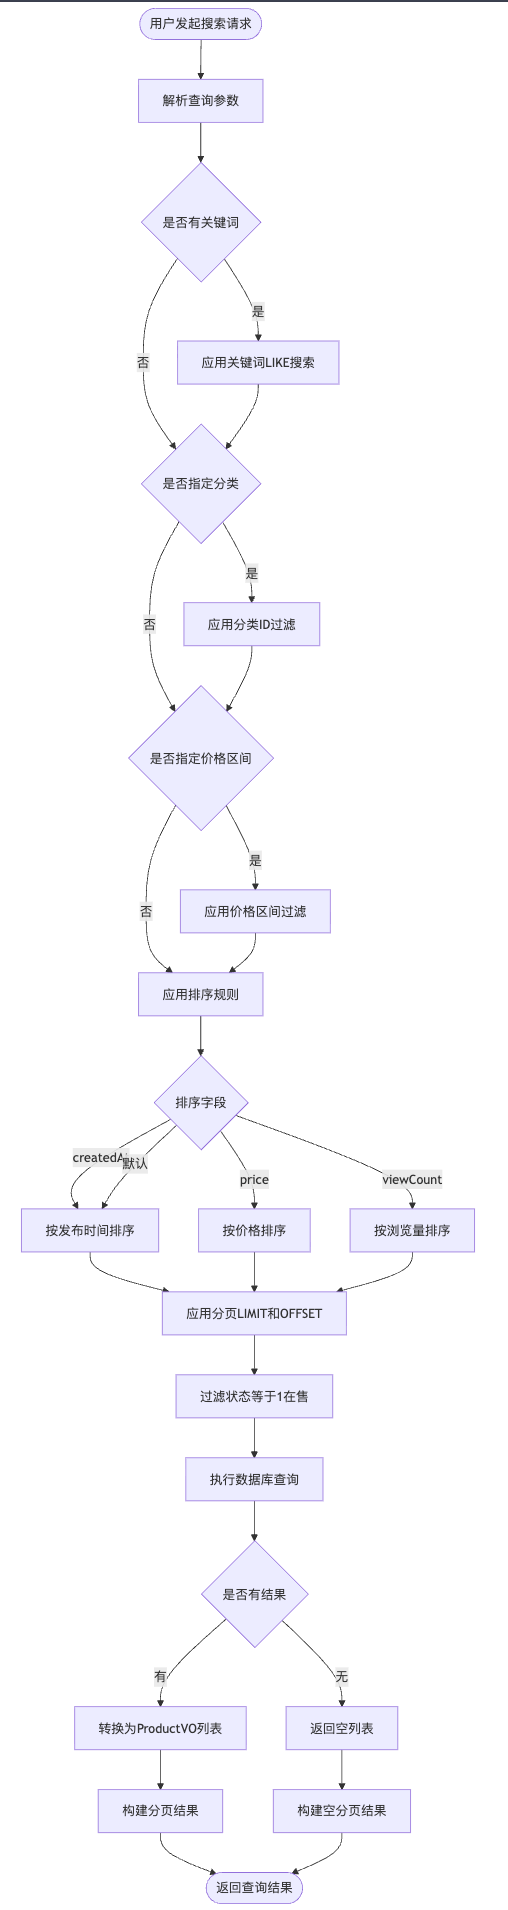 用户发起搜索请求
解析查询参数
是否有关键词
是
否
应用关键词LIKE搜索
是否指定分类
是
否
应用分类ID过滤
是否指定价格区间
是
否
应用价格区间过滤
应用排序规则
排序字段
createdA
默认
price
viewCount
按发布时间排序
按价格排序
按浏览量排序
应用分页LIMIT和OFFSET
过滤状态等于1在售
执行数据库查询
是否有结果
有
无
转换为ProductVO列表
返回空列表
构建分页结果
构建空分页结果
返回查询结果